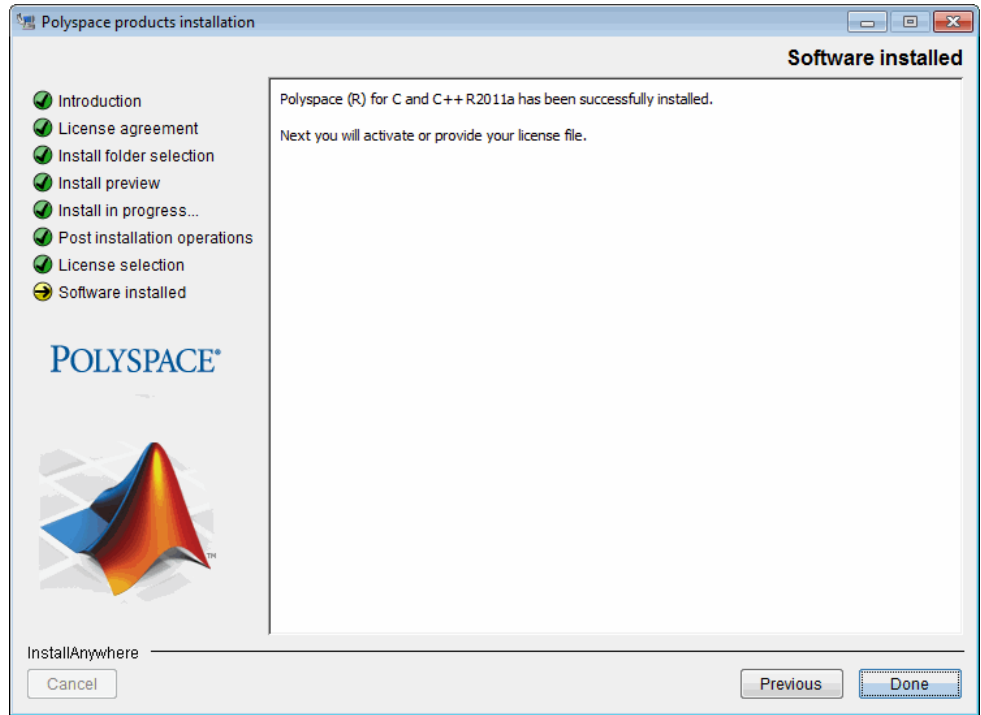 Polyspace products installation
Software installed
Introduction
License agreement
Install folder selection
Install preview
Install in progress...
Post installation operations
License selection
Software installed
POLYSPACE®
TM
Polyspace (R) for C and C++ R2011a has been successfully installed.
Next you will activate or provide your license file.
InstallAnywhere
Cancel
Previous
Done